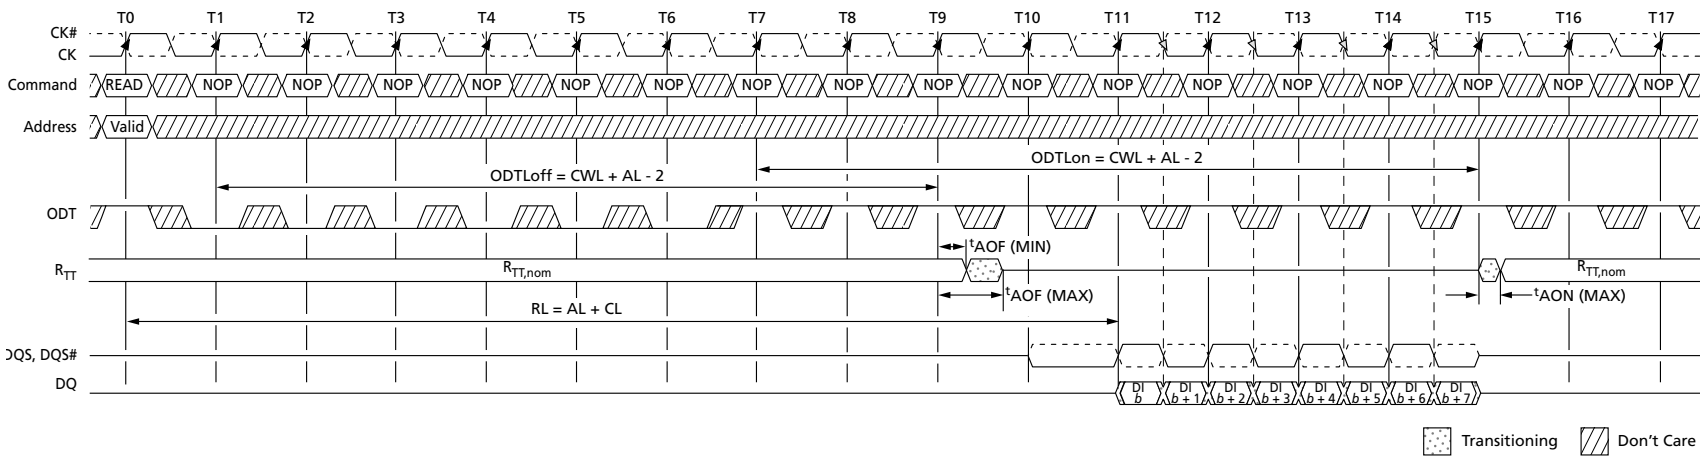 T0 T1 T2 T3 T4 T5 T6 T7 T8 T9 T10 T11 T12 T13 T14 T15 T16 T17
CK#
CK
Command READ NOP NOP NOP NOP NOP NOP NOP NOP NOP NOP NOP NOP NOP NOP NOP NOP NOP
Address Valid
ODTLon = CWL + AL - 2
ODTLoff = CWL + AL - 2
ODT
tAOF (MIN)
RTT RTT,nom RTT,nom
tAOF (MAX) tAON (MAX)
RL = AL + CL
DQS, DQS#
DQ DI b DI b + 1 DI b + 2 DI b + 3 DI b + 4 DI b + 5 DI b + 6 DI b + 7
Transitioning Don't Care